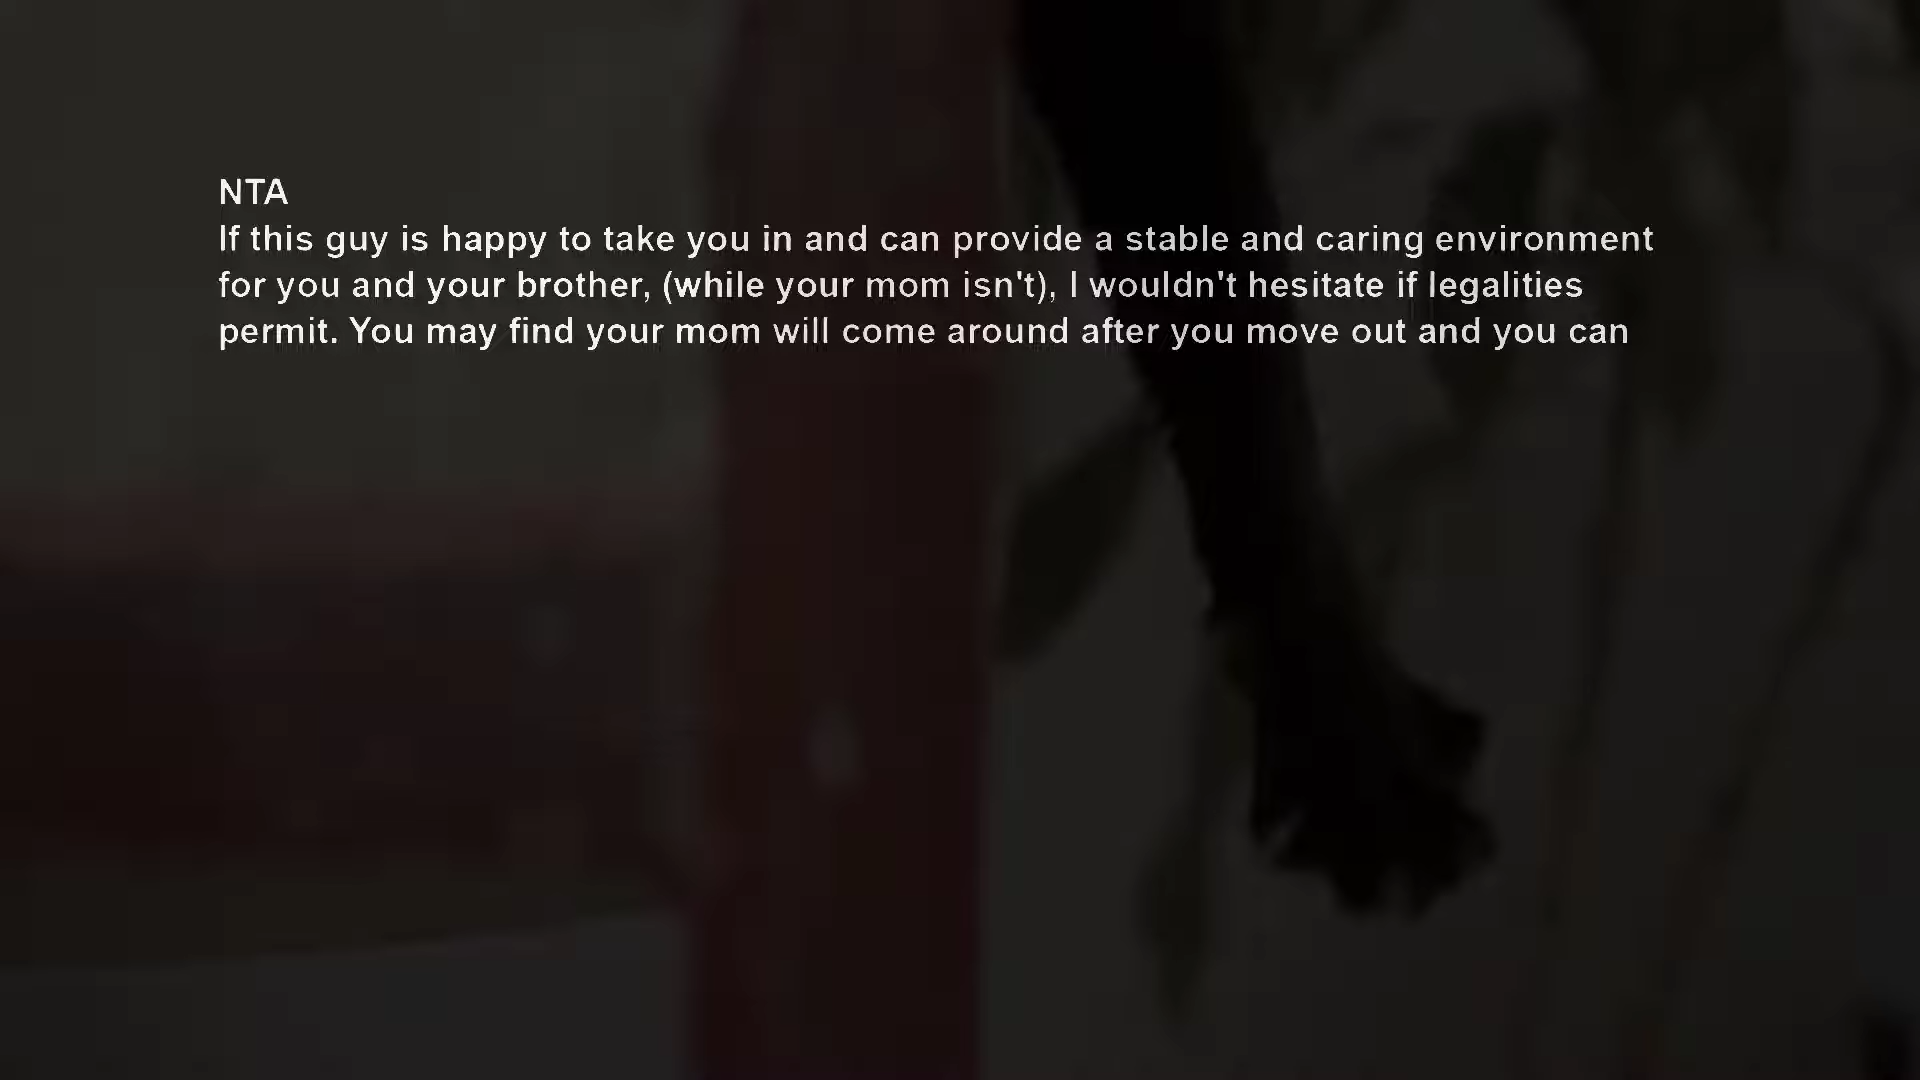 NTA
If this guy is happy to take you in and can provide a stable and caring environment
for you and your brother, (while your mom isn't), I wouldn't hesitate if legalities
permit. You may find your mom will come around after you move out and you can